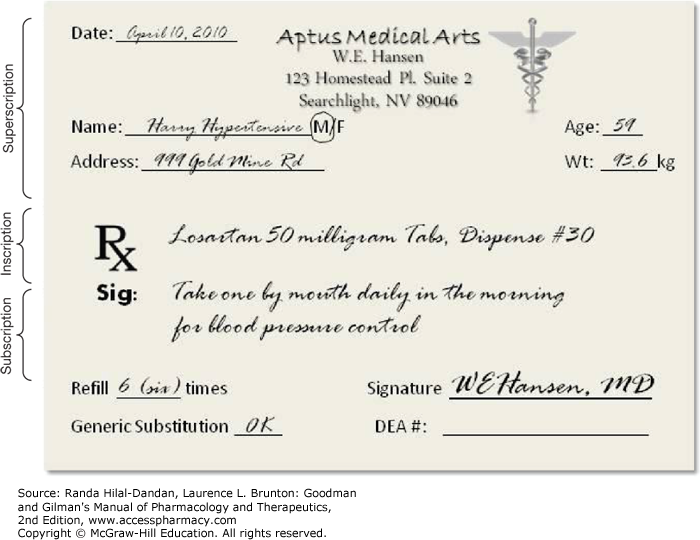 Date: April 10, 2010
Aptus Medical Arts
W.E. Hansen
123 Homestead Pl. Suite 2
Searchlight, NV 89046
Name: Harry Hypertensive M/F Age: 59
Address: 999 Gold Mine Rd Wt: 93.6 kg
Superscription
Rx Losartan 50 milligram Tabs, Dispense #30
Inscription
Sig: Take one by mouth daily in the morning
for blood pressure control
Subscription
Refill 6 (six) times Signature WEHansen, MD
Generic Substitution OK DEA #:
Source: Randa Hilal-Dandan, Laurence L. Brunton: Goodman
and Gilman's Manual of Pharmacology and Therapeutics,
2nd Edition, www.accesspharmacy.com
Copyright © McGraw-Hill Education. All rights reserved.